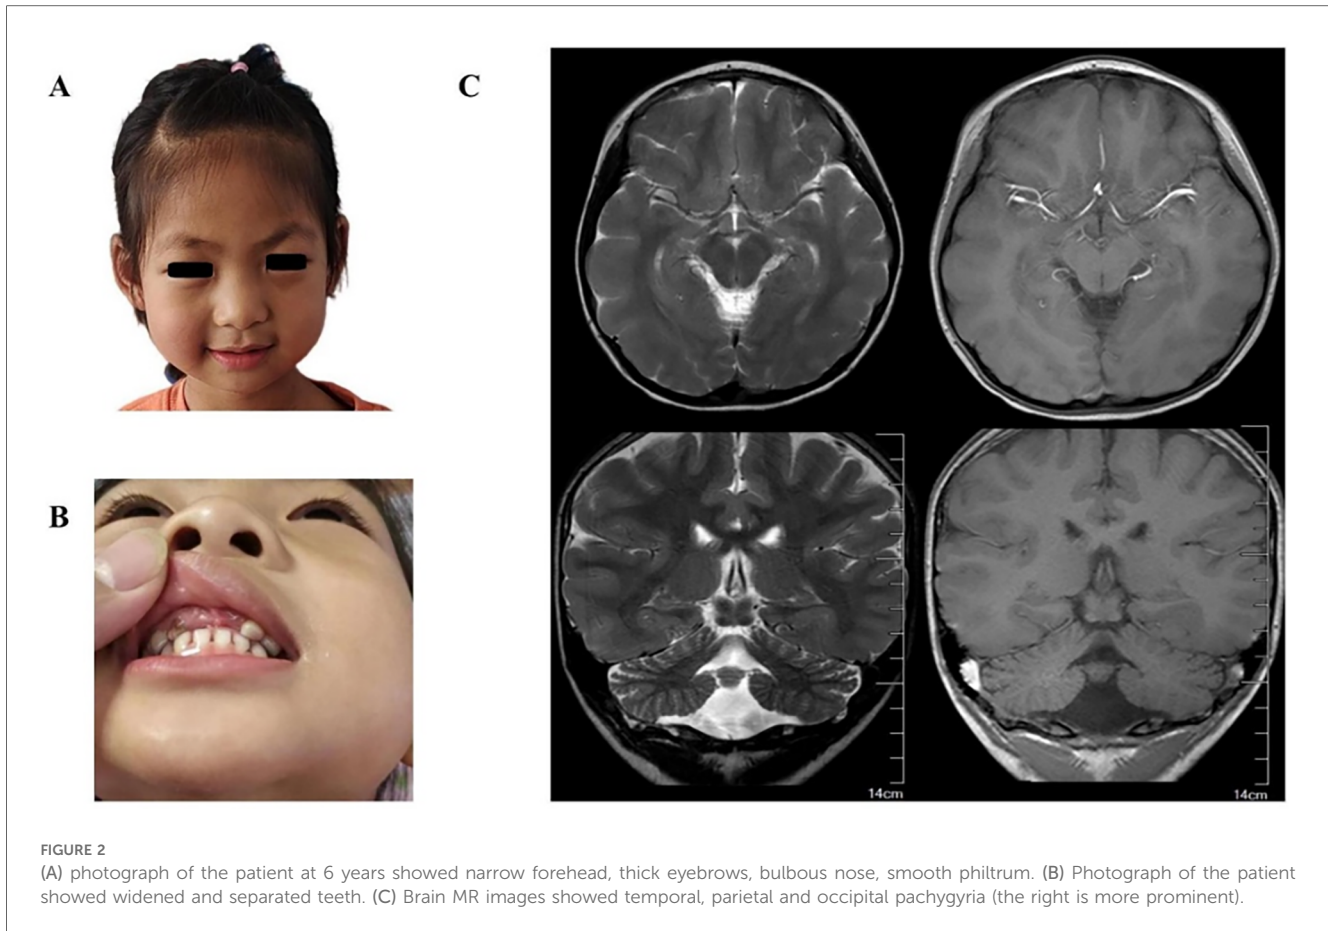 A
C
B
14cm
14cm
FIGURE 2
(A) photograph of the patient at 6 years showed narrow forehead, thick eyebrows, bulbous nose, smooth philtrum. (B) Photograph of the patient
showed widened and separated teeth. (C) Brain MR images showed temporal, parietal and occipital pachygyria (the right is more prominent).